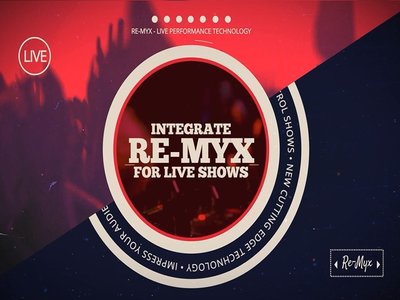 RE-MYX - LIVE PERFORMANCE TECHNOLOGY
LIVE
INTEGRATE
RE-MYX
FOR LIVE SHOWS
ROL SHOWS • NEW CUTTING EDGE TECHNOLOGY • IMPRESS YOUR AUDIE
Re-Myx